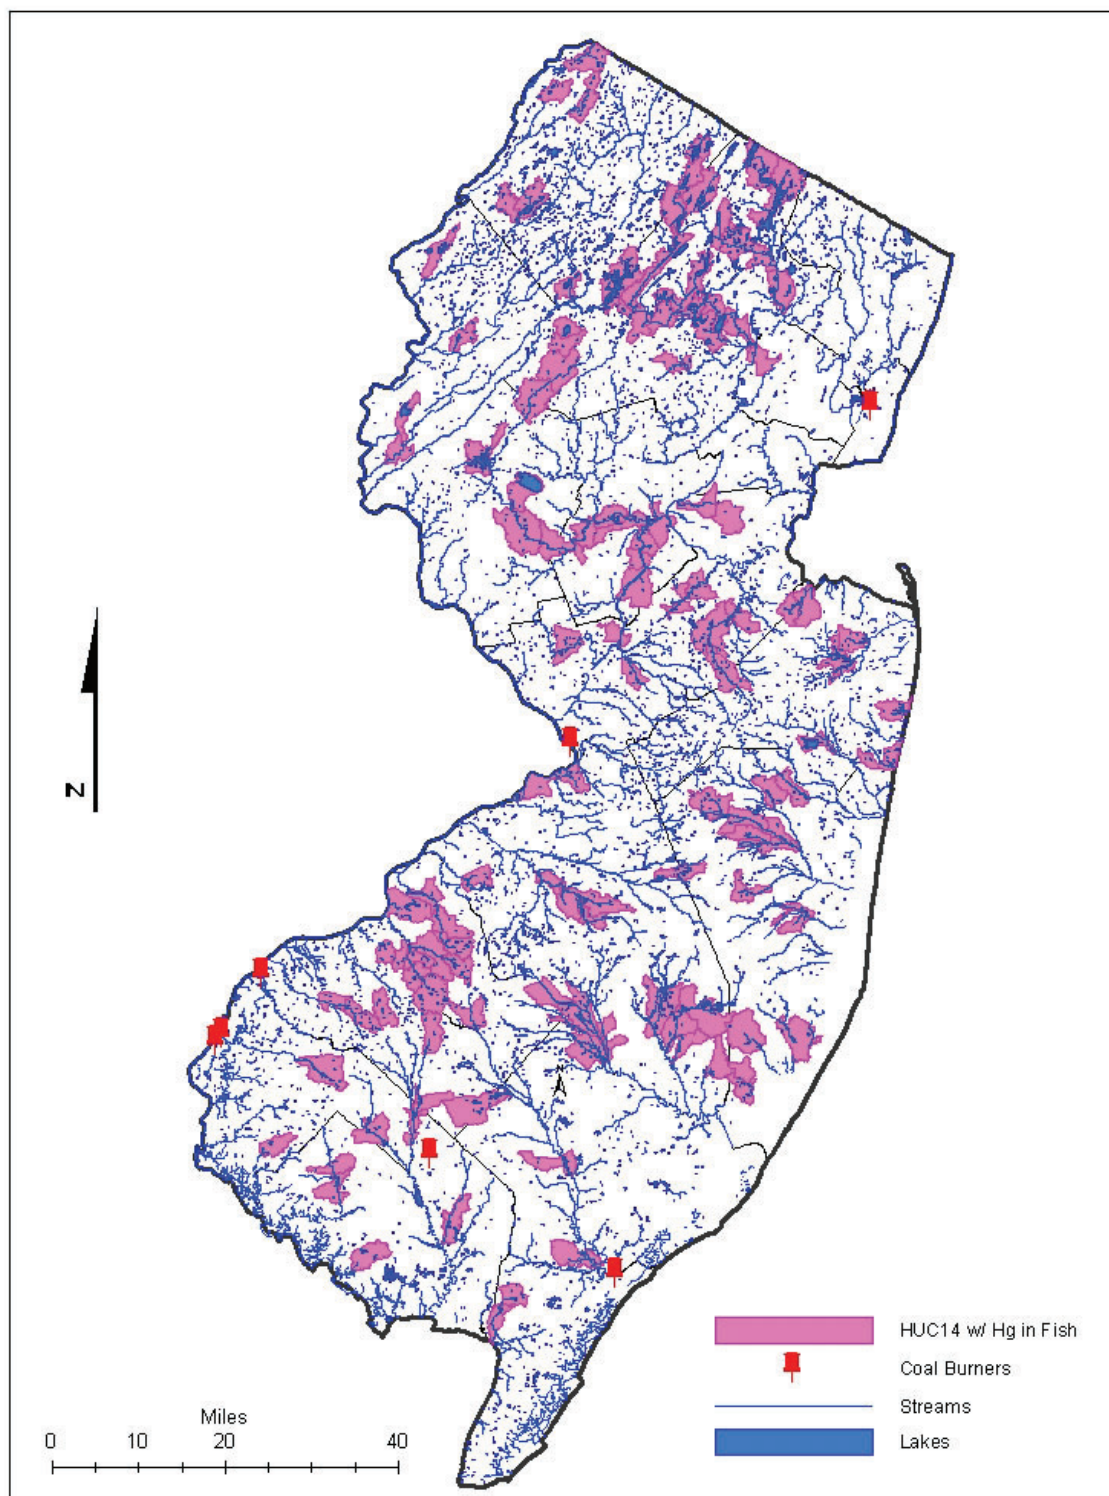 N
N
HUC14 w/ Hg in Fish
Coal Burners
Streams
Lakes
Miles
0 10 20 40